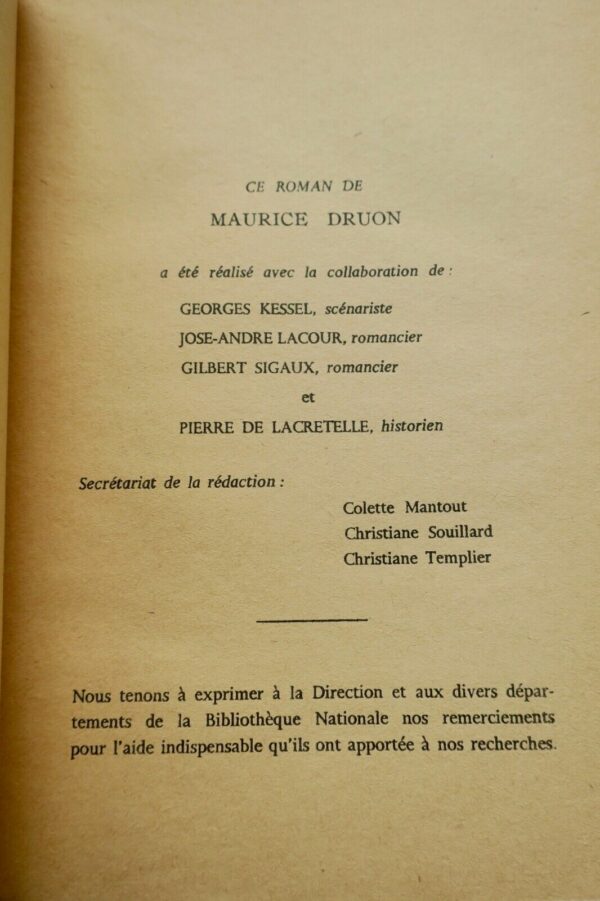 CE ROMAN DE
MAURICE DRUON
a été réalisé avec la collaboration de :
GEORGES KESSEL, scénariste
JOSE-ANDRE LACOUR, romancier
GILBERT SIGAUX, romancier
et
PIERRE DE LACRETELLE, historien
Secrétariat de la rédaction :
Colette Mantout
Christiane Souillard
Christiane Templier
Nous tenons à exprimer à la Direction et aux divers dépar-
tements de la Bibliothèque Nationale nos remerciements
pour l'aide indispensable qu'ils ont apportée à nos recherches.